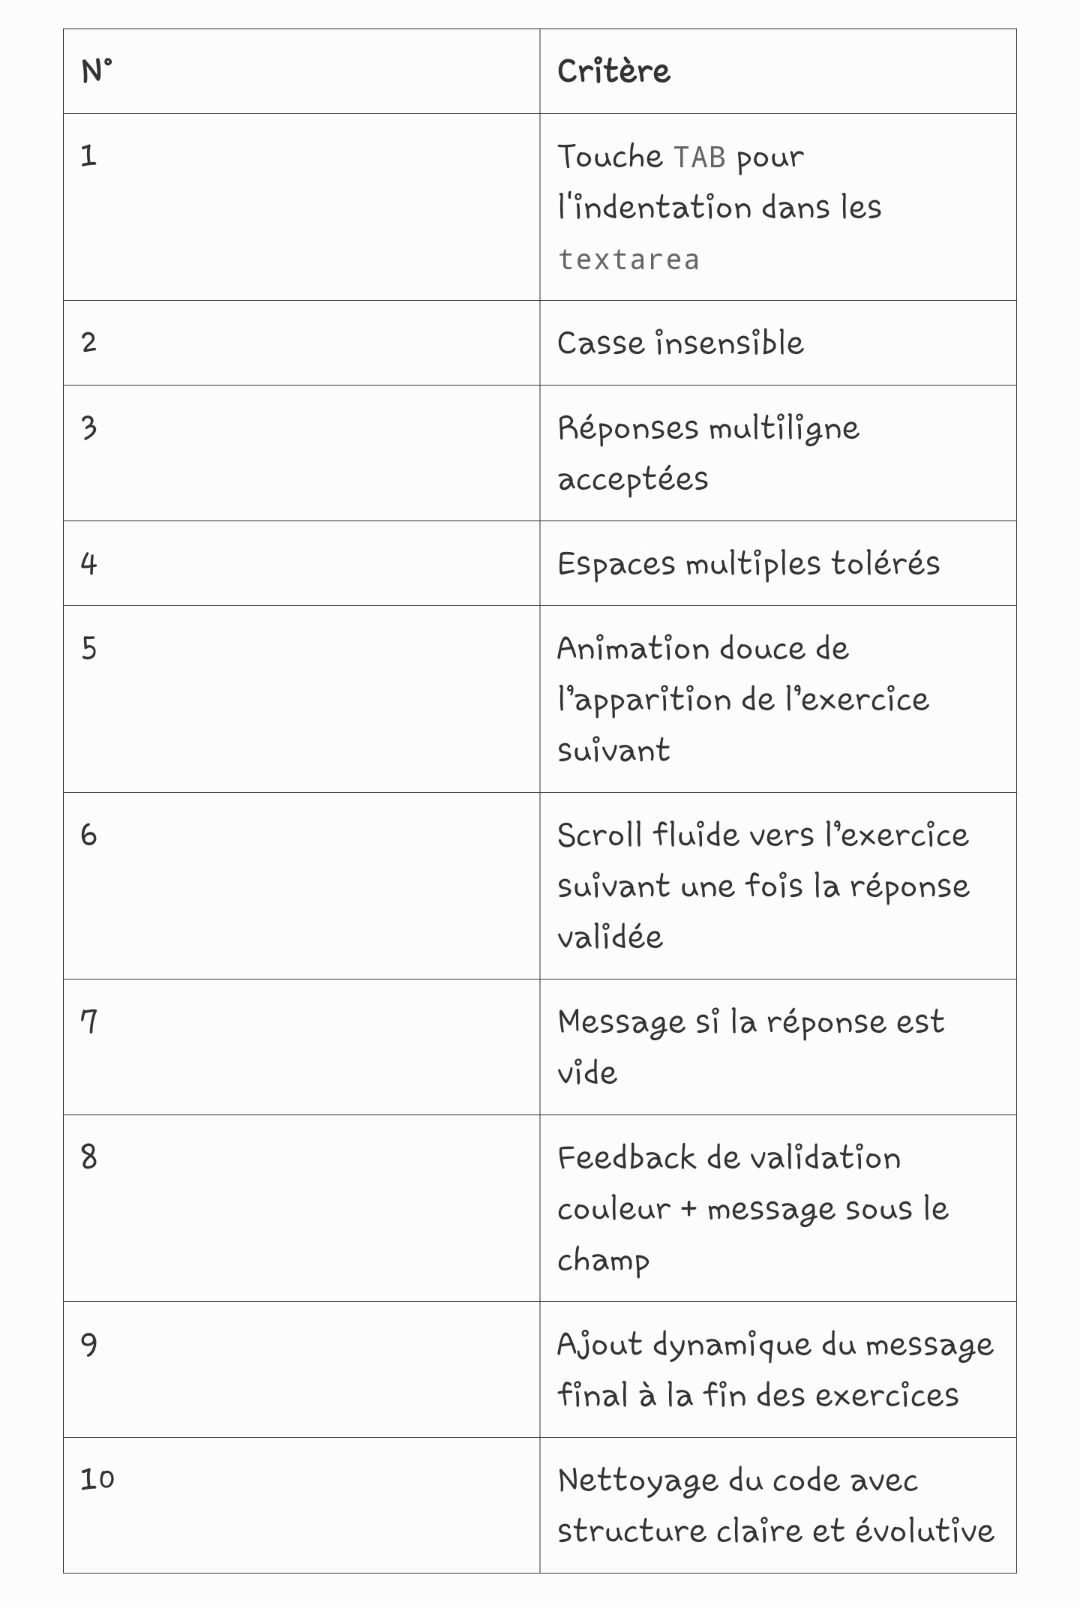 N°
Critère
1
Touche TAB pour
l'indentation dans les
textarea
2
Casse insensible
3
Réponses multiligne
acceptées
4
Espaces multiples tolérés
5
Animation douce de
l’apparition de l’exercice
suivant
6
Scroll fluide vers l’exercice
suivant une fois la réponse
validée
7
Message si la réponse est
vide
8
Feedback de validation
couleur + message sous le
champ
9
Ajout dynamique du message
final à la fin des exercices
10
Nettoyage du code avec
structure claire et évolutive